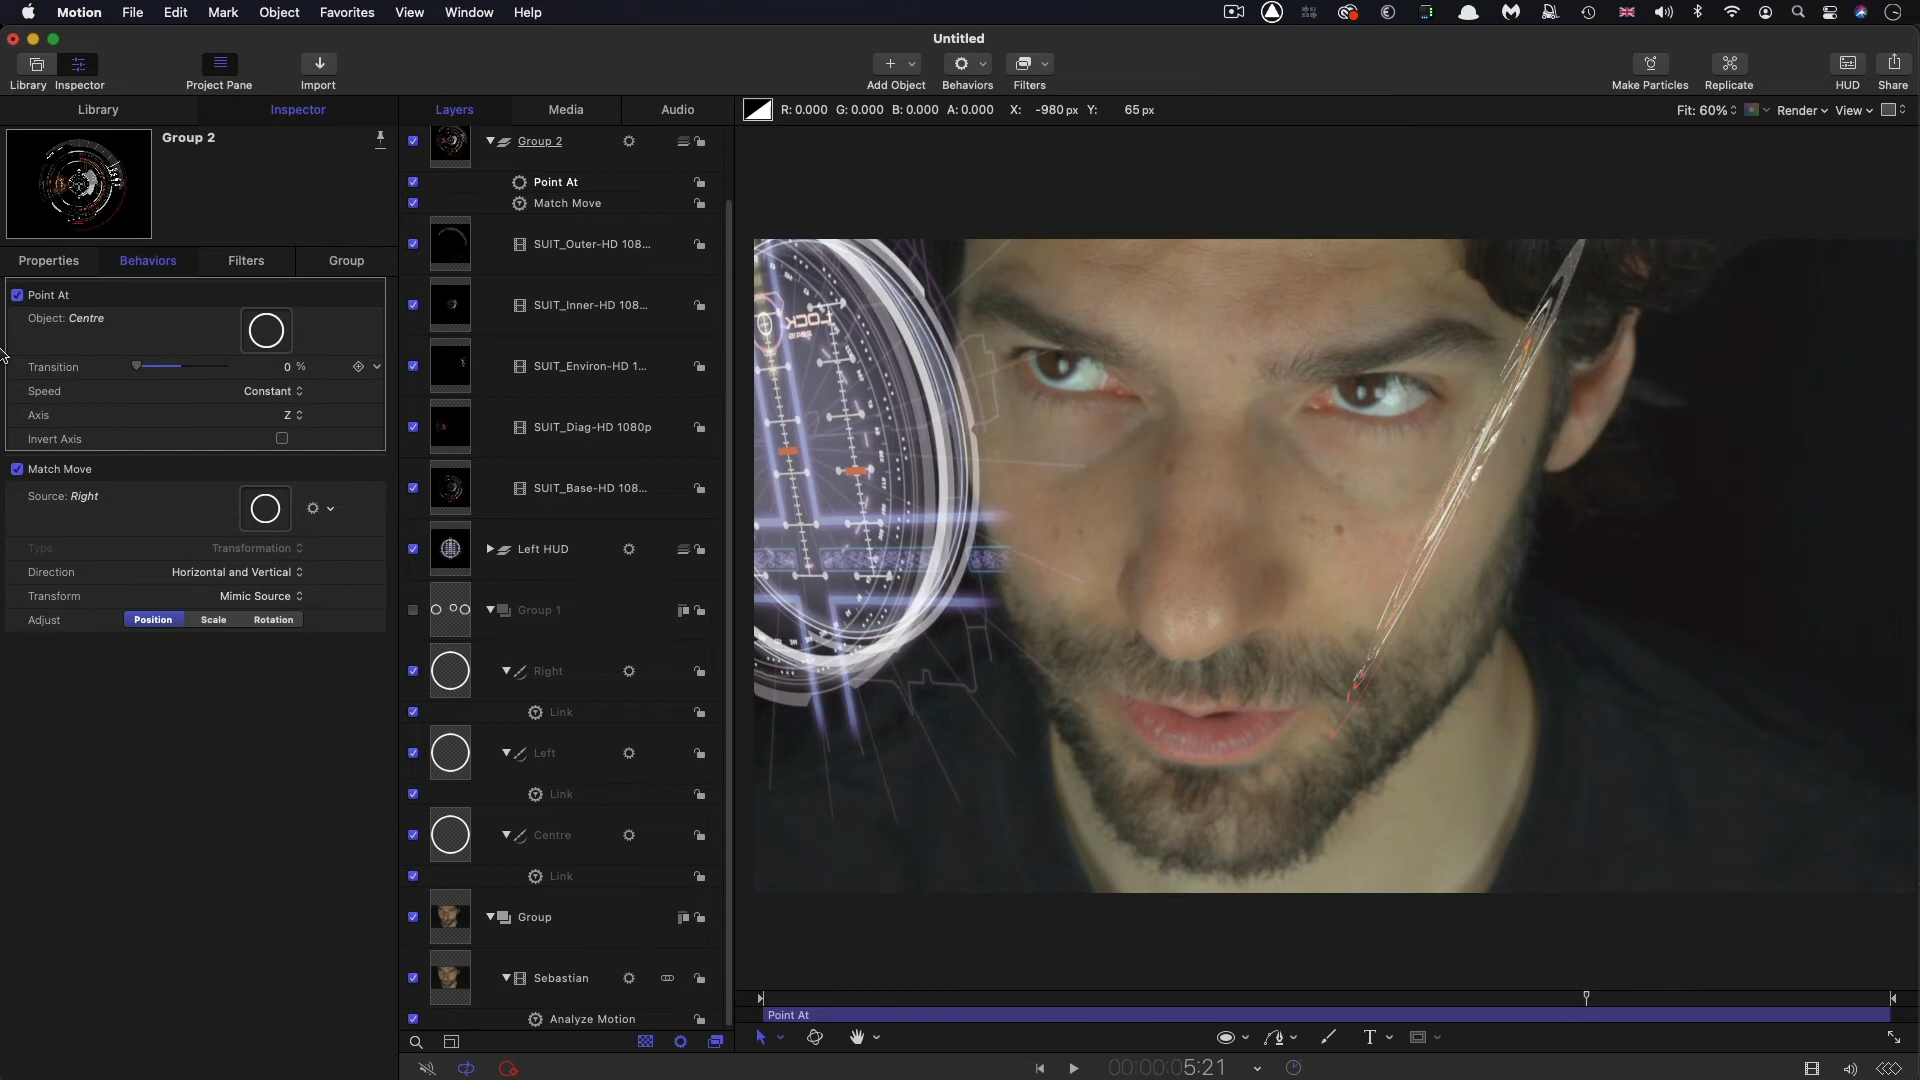 Motion File Edit Mark Object Favorites View Window Help
Untitled
Library Inspector Project Pane Import Add Object Behaviors Filters Make Particles Replicate HUD Share
Library Inspector
Layers Media Audio
R: 0.000 G: 0.000 B: 0.000 A: 0.000 X: -980 px Y: 65 px
Fit: 60% Render View
Group 2
Properties Behaviors Filters Group
Point At
Object: Centre
Transition 0 %
Speed Constant
Axis Z
Invert Axis
Match Move
Source: Right
Type Transformation
Direction Horizontal and Vertical
Transform Mimic Source
Adjust Position Scale Rotation
Group 2
Point At
Match Move
SUIT_Outer-HD 108...
SUIT_Inner-HD 108...
SUIT_Environ-HD 1...
SUIT_Diag-HD 1080p
SUIT_Base-HD 108...
Left HUD
Group 1
Right
Link
Left
Link
Centre
Link
Group
Sebastian
Analyze Motion
LOCK
Point At
T
00:00:00:05:21